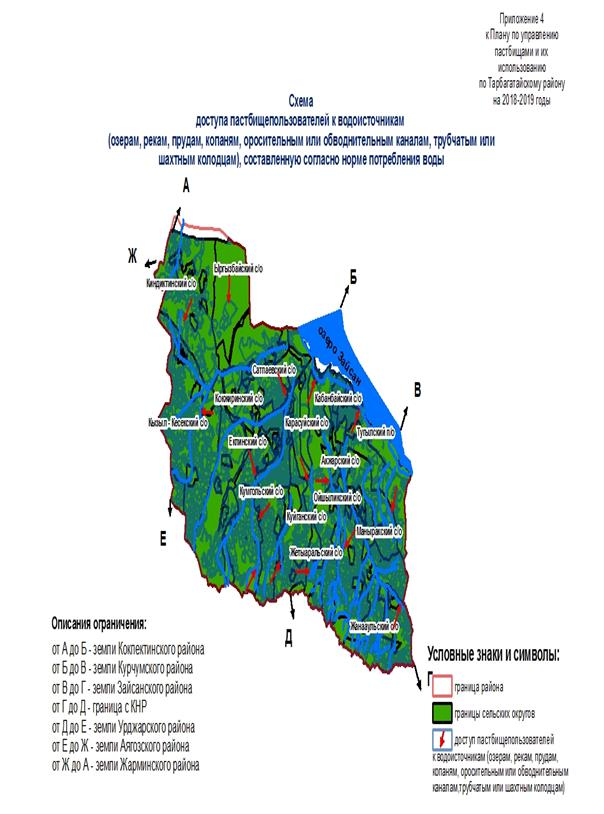 Приложение 4
к Плану по управлению
пастбищами и их
использованию
по Тарбагатайскому району
на 2018-2019 годы
Схема
доступа пастбищепользователей к водоисточникам
(озерам, рекам, прудам, копаням, оросительным или обводнительным каналам, трубчатым или
шахтным колодцам), составленную согласно норме потребления воды
А
Ж
Ыргызбайский с/о
Киндиктинский с/о
Б
озеро Зайсан
Сатпаевский с/о
В
Кокжиринский с/о
Кабанбайский с/о
Кызыл - Кесекский с/о
Карасуйский с/о
Тугылский п/о
Екпинский с/о
Акжарский с/о
Кумгольский с/о
Ойшыликский с/о
Куйганский с/о
Маныракский с/о
Е
Жетыаральский с/о
Жанааульский с/о
Д
Г
Описания ограничения:
от А до Б - земли Кокпектинского района
от Б до В - земли Курчумского района
от В до Г - земли Зайсанского района
от Г до Д - граница с КНР
от Д до Е - земли Урджарского района
от Е до Ж - земли Аягозского района
от Ж до А - земли Жарминского района
Условные знаки и символы:
граница района
границы сельских округов
доступ пастбищепользователей
к водоисточникам (озерам, рекам, прудам,
копаням, оросительным или обводнительным
каналам,трубчатым или шахтным колодцам)